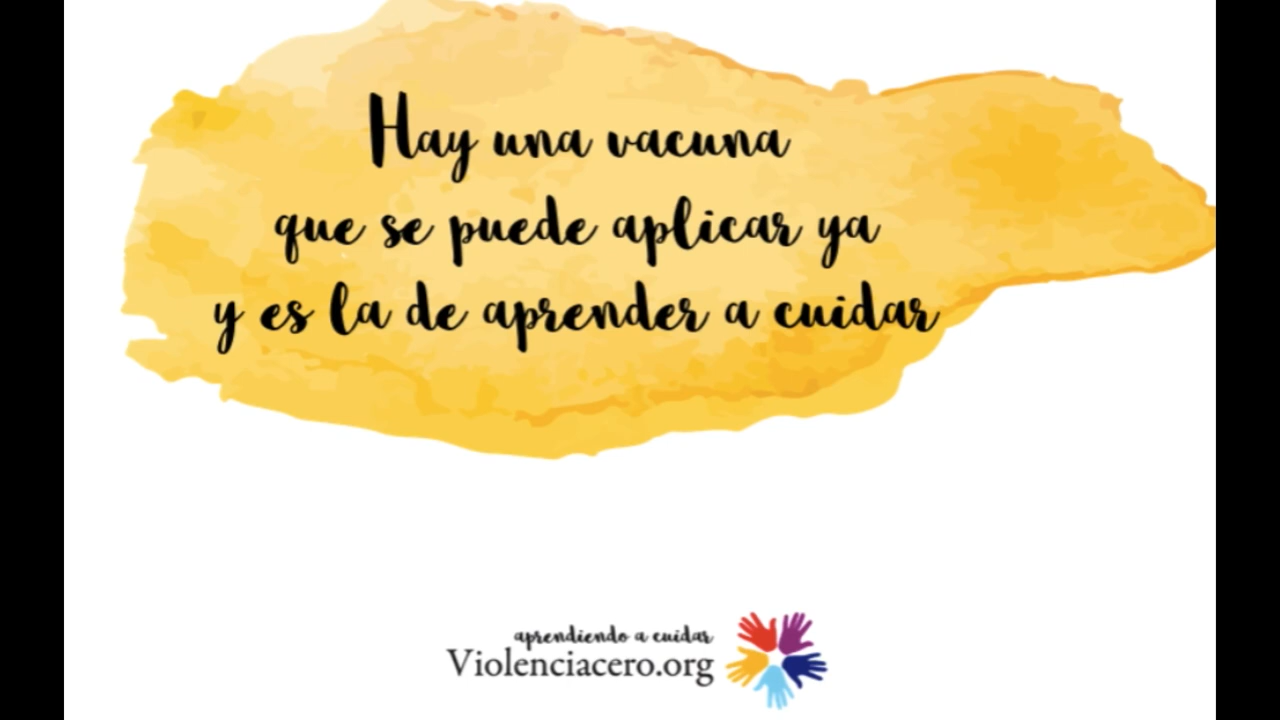 Hay una vacuna
que se puede aplicar ya
y es la de aprender a cuidar
aprendiendo a cuidar
Violenciacero.org